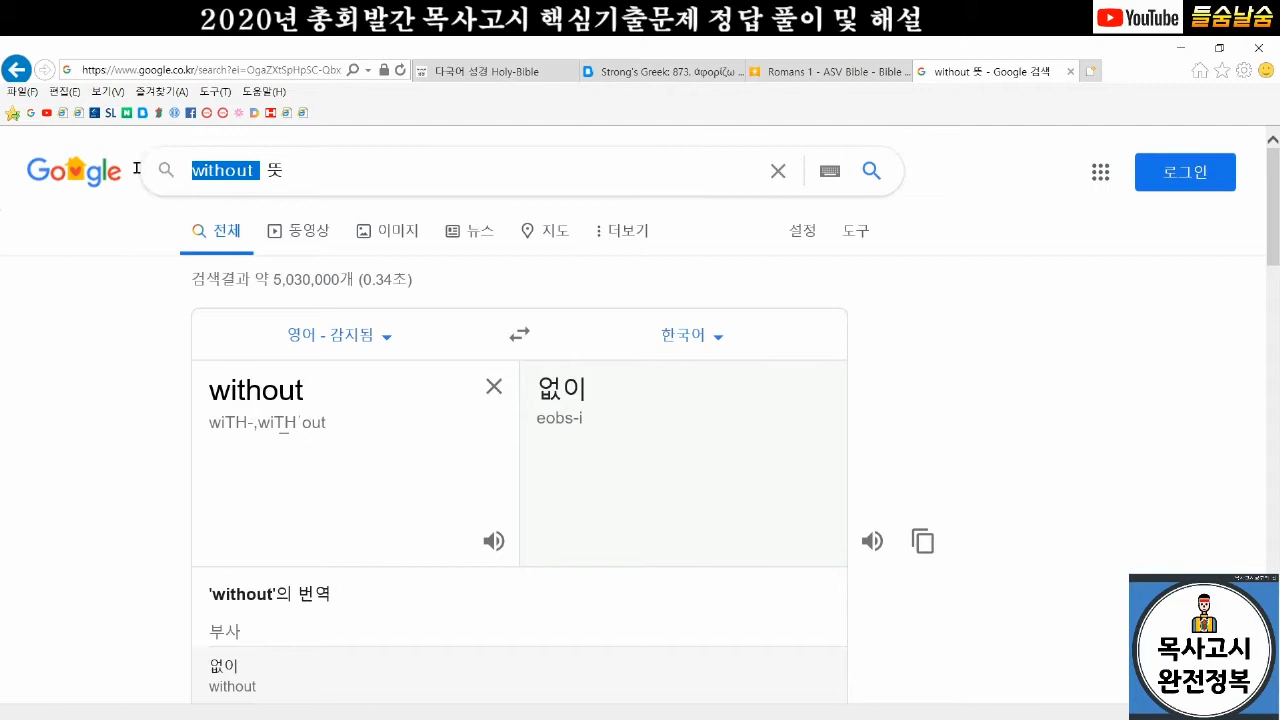 2020년 총회발간 목사고시 핵심기출문제 정답 풀이 및 해설
YouTube 들숨날숨
https://www.google.co.kr/search?ei=OgaZXtSpHpSC-Qbx
다국어 성경 Holy-Bible
Strong's Greek: 873. ἀφορίζω ...
Romans 1 - ASV Bible - Bible ...
without 뜻 - Google 검색
파일(F) 편집(E) 보기(V) 즐겨찾기(A) 도구(T) 도움말(H)
Google
without 뜻
로그인
전체 동영상 이미지 뉴스 지도 더보기 설정 도구
검색결과 약 5,030,000개 (0.34초)
영어 - 감지됨 한국어
without 없이
wiTH-,wiT͟Hˈout eobs-i
'without'의 번역
부사
없이
without
목사고시
완전정복